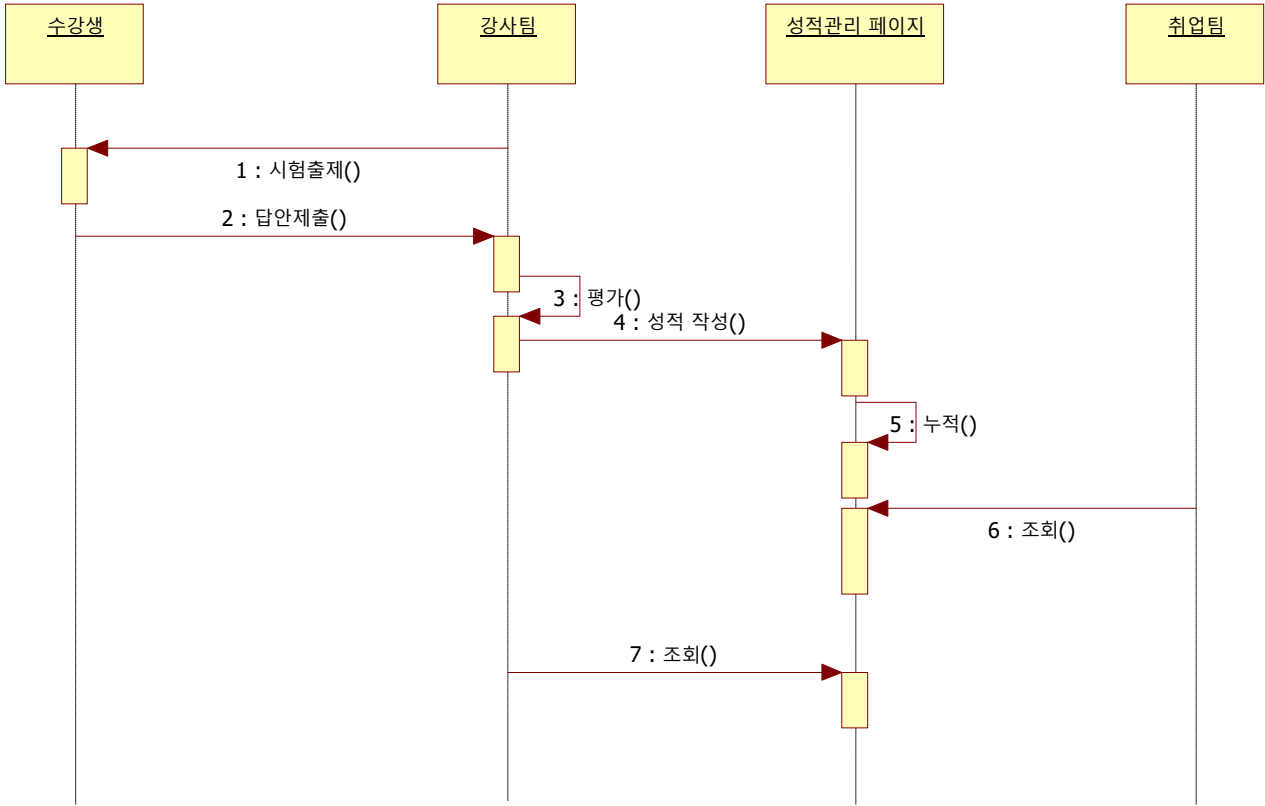 수강생
강사팀
성적관리 페이지
취업팀
1 : 시험출제()
2 : 답안제출()
3 : 평가()
4 : 성적 작성()
5 : 누적()
6 : 조회()
7 : 조회()